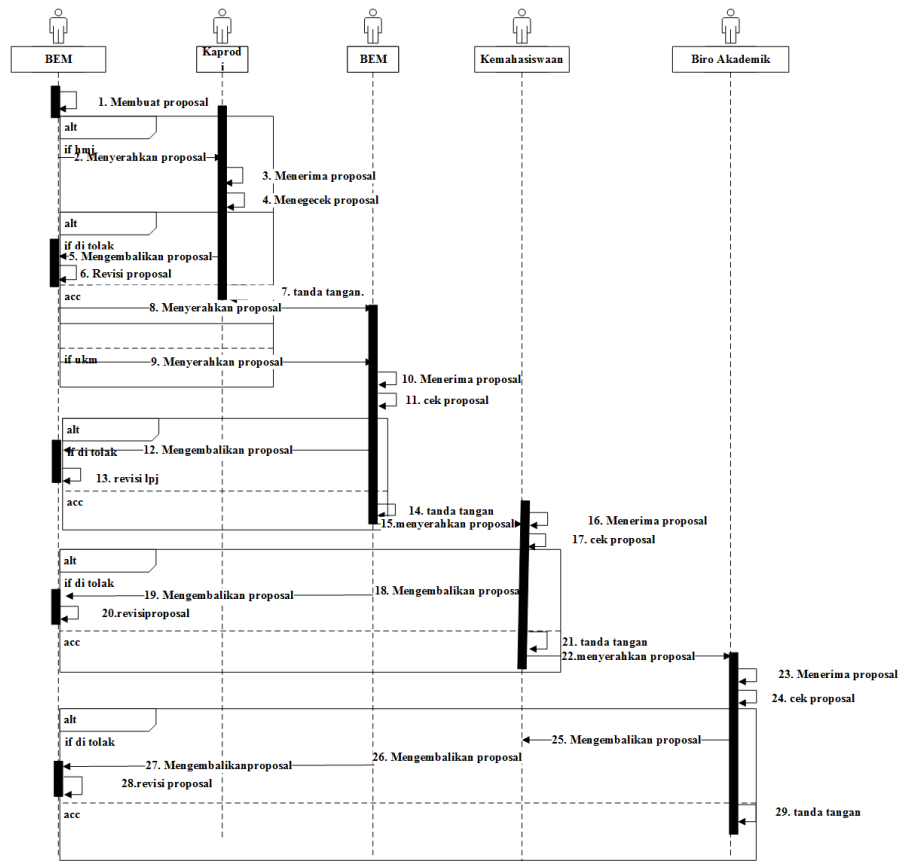 BEM
Kaprod
i
BEM
Kemahasiswaan
Biro Akademik
1. Membuat proposal
alt
if hmj
2. Menyerahkan proposal
3. Menerima proposal
4. Menegecek proposal
alt
if di tolak
5. Mengembalikan proposal
6. Revisi proposal
acc
7. tanda tangan.
8. Menyerahkan proposal
if ukm
9. Menyerahkan proposal
10. Menerima proposal
11. cek proposal
alt
if di tolak
12. Mengembalikan proposal
13. revisi lpj
acc
14. tanda tangan
15.menyerahkan proposal
16. Menerima proposal
17. cek proposal
alt
if di tolak
18. Mengembalikan proposal
19. Mengembalikan proposal
20.revisiproposal
acc
21. tanda tangan
22.menyerahkan proposal
23. Menerima proposal
24. cek proposal
alt
if di tolak
25. Mengembalikan proposal
26. Mengembalikan proposal
27. Mengembalikanproposal
28.revisi proposal
acc
29. tanda tangan